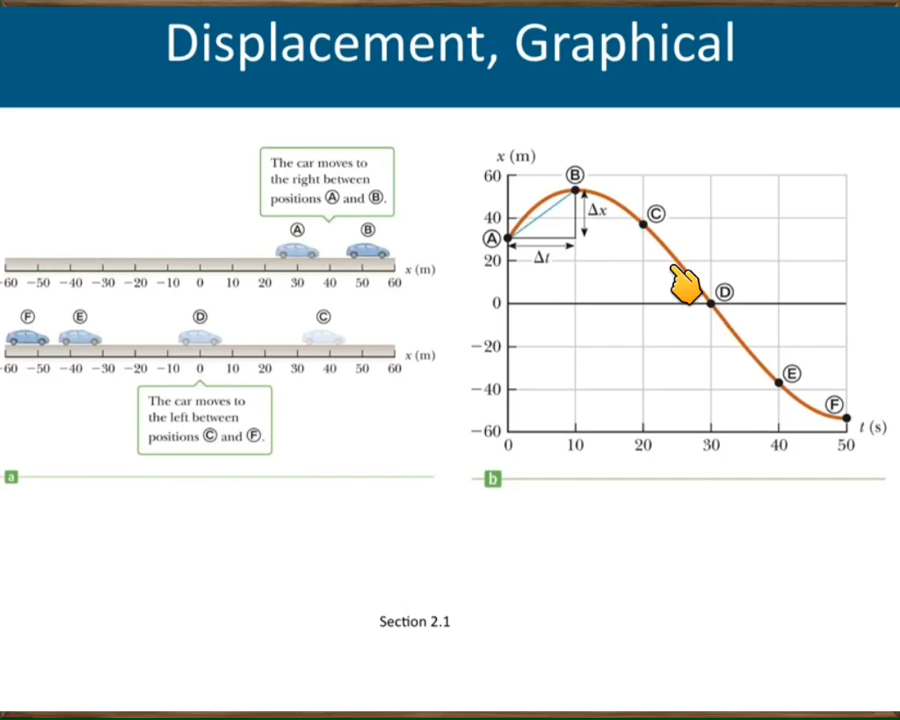 Displacement, Graphical
The car moves to
the right between
positions Ⓐ and Ⓑ.
Ⓐ Ⓑ
x (m)
-60 −50 −40 −30 −20 −10 0 10 20 30 40 50 60
Ⓕ Ⓔ Ⓓ Ⓒ
x (m)
-60 −50 −40 −30 −20 −10 0 10 20 30 40 50 60
The car moves to
the left between
positions Ⓒ and Ⓕ.
a
x (m)
60
40
20
0
−20
−40
−60
Ⓐ
Ⓑ
Δx
Δt
Ⓒ
Ⓓ
Ⓔ
Ⓕ
t (s)
0 10 20 30 40 50
b
Section 2.1